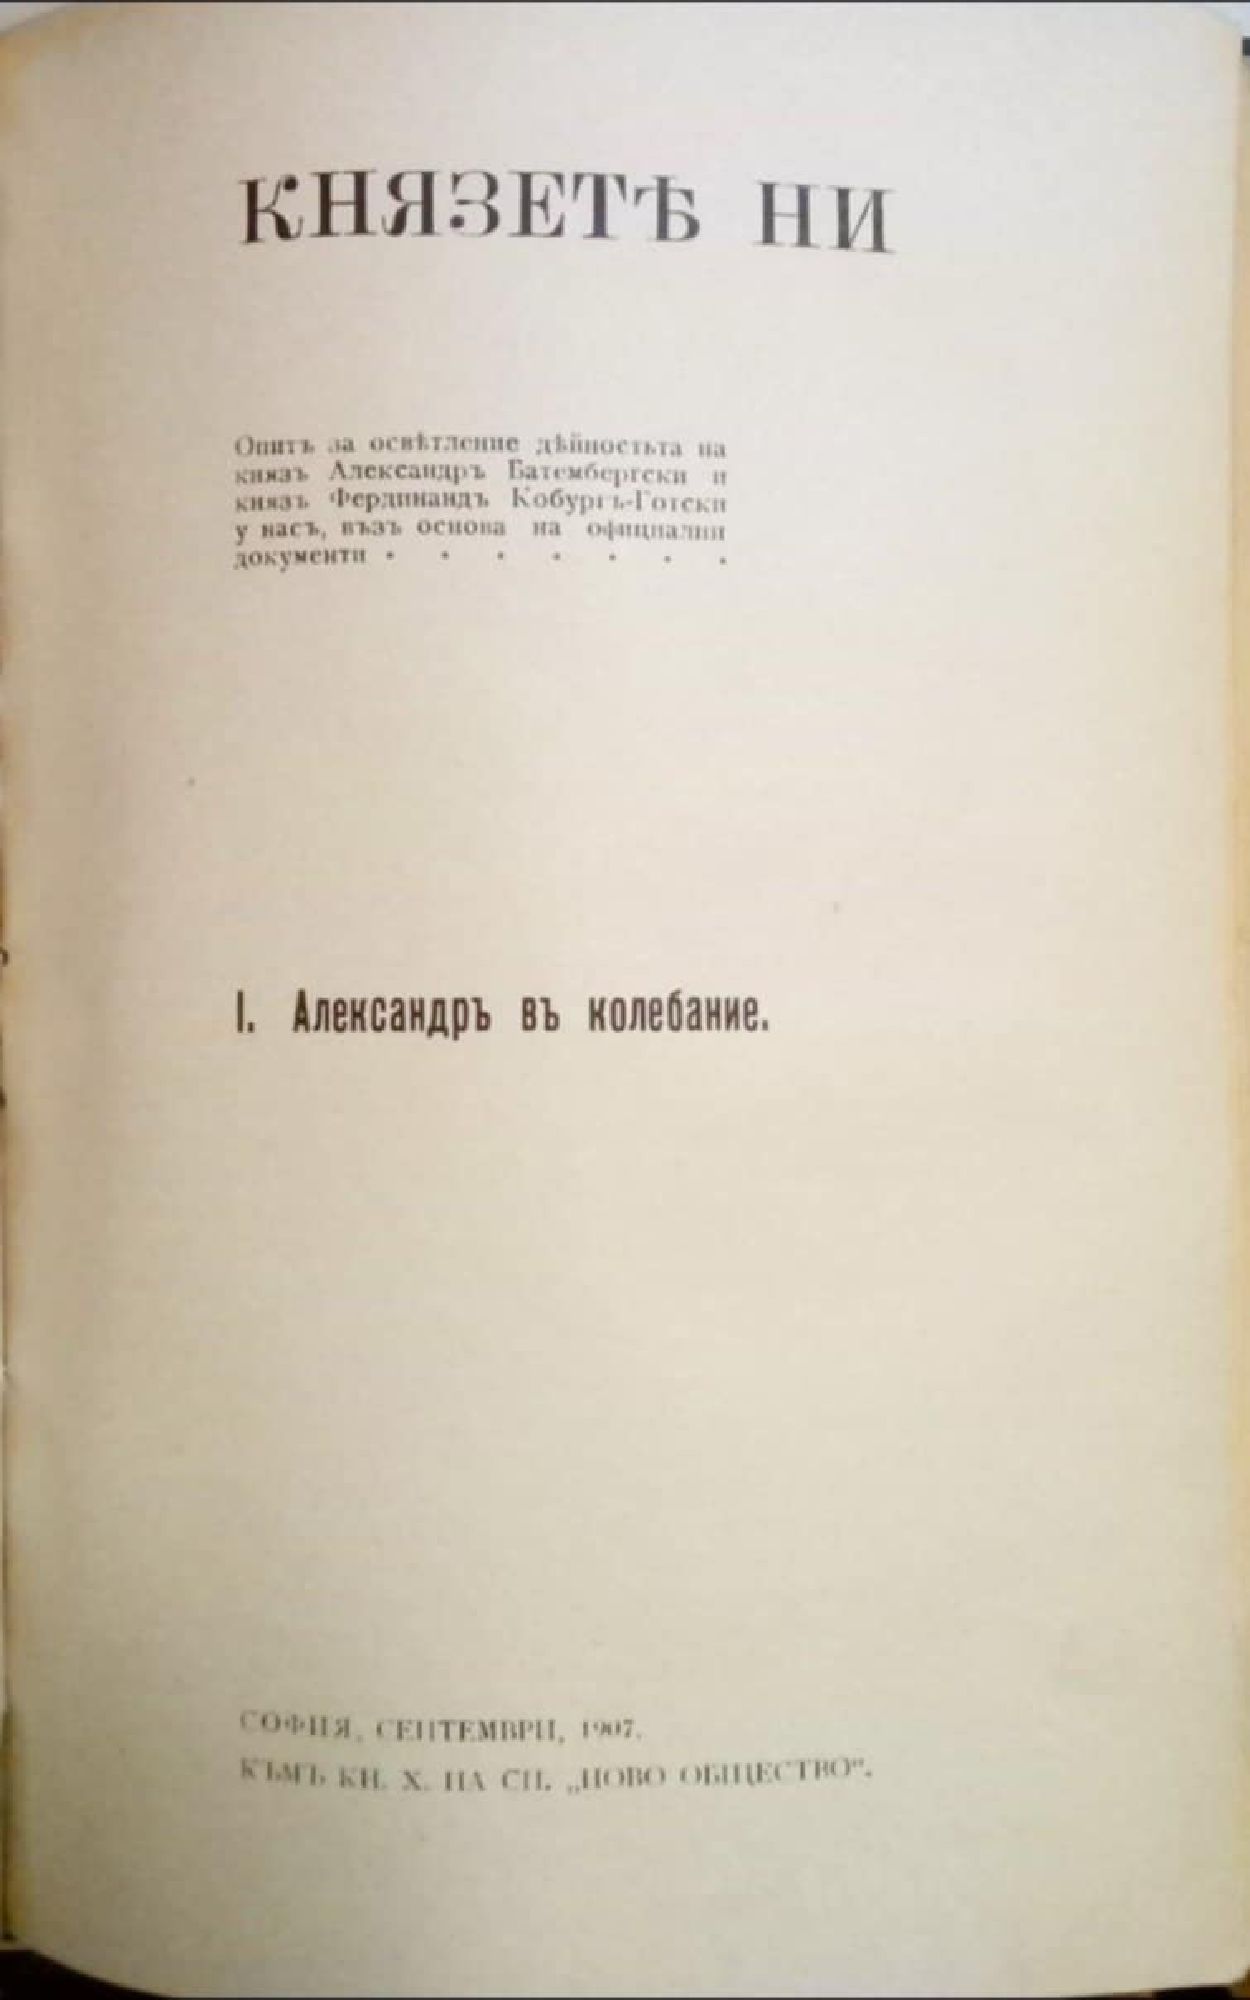 КНЯЗЕТѢ НИ
Опитъ за освѣтление дѣйностьта на
князъ Александръ Батембергски и
князъ Фердинандъ Кобургъ-Готски
у насъ, възъ основа на официални
документи • • • • • • •
I. Александръ въ колебание.
СОФИЯ, СЕПТЕМВРИ, 1907.
КЪМЪ КН. X. НА СП. „НОВО ОБЩЕСТВО“.